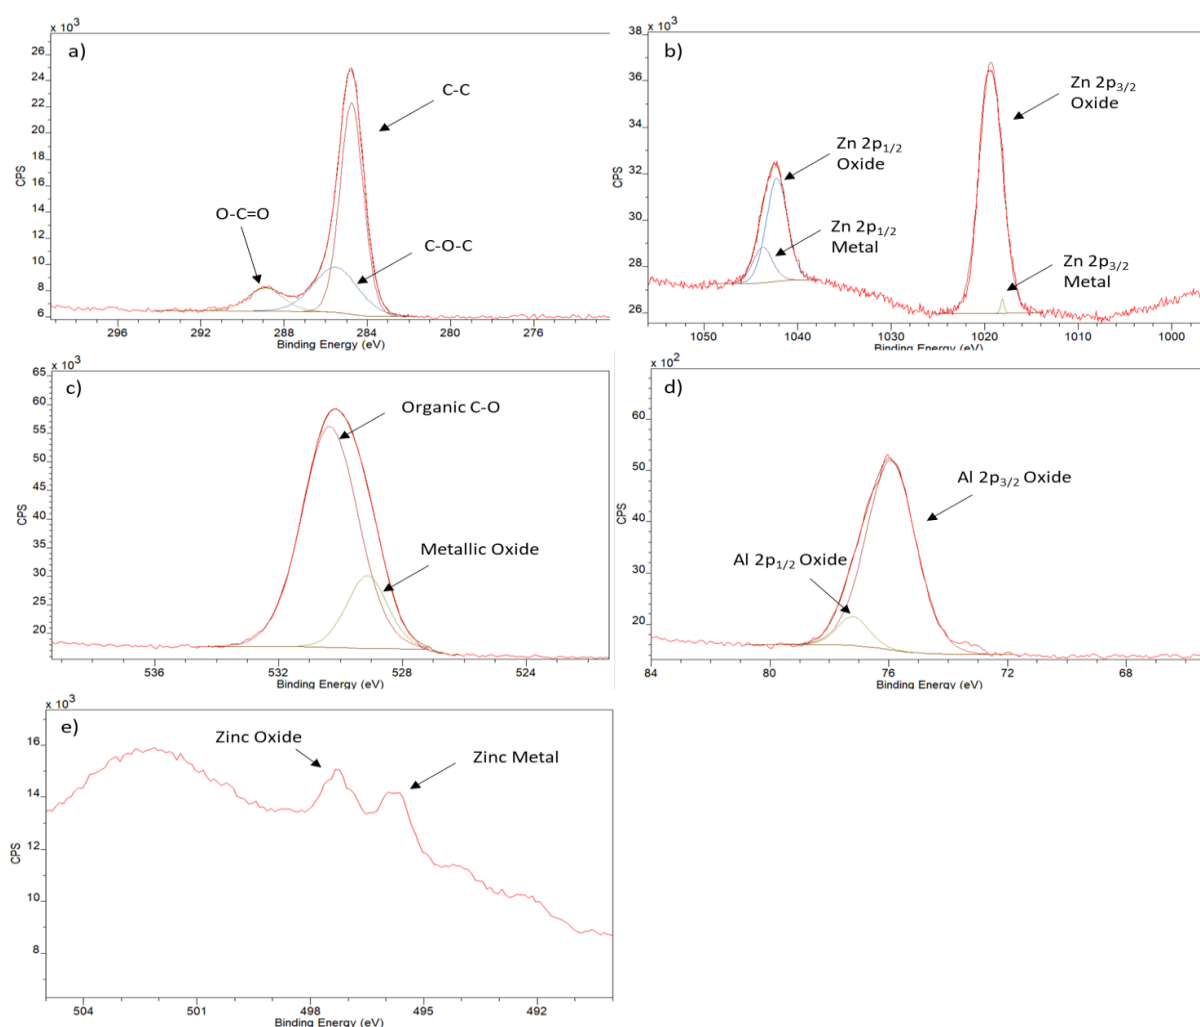 x 10³
a)
26
24
22
20
18
16
14
12
10
8
6
CPS
C-C
O-C=O
C-O-C
296
292
288
284
280
276
Binding Energy (eV)
x 10³
b)
38
36
34
32
30
28
26
CPS
Zn 2p3/2
Oxide
Zn 2p1/2
Oxide
Zn 2p1/2
Metal
Zn 2p3/2
Metal
1050
1040
1030
1020
1010
1000
Binding Energy (eV)
x 10³
c)
65
60
55
50
45
40
35
30
25
20
CPS
Organic C-O
Metallic Oxide
536
532
528
524
Binding Energy (eV)
x 10²
d)
60
50
40
30
20
CPS
Al 2p3/2 Oxide
Al 2p1/2 Oxide
84
80
76
72
68
Binding Energy (eV)
x 10³
e)
16
14
12
10
8
CPS
Zinc Oxide
Zinc Metal
504
501
498
495
492
Binding Energy (eV)